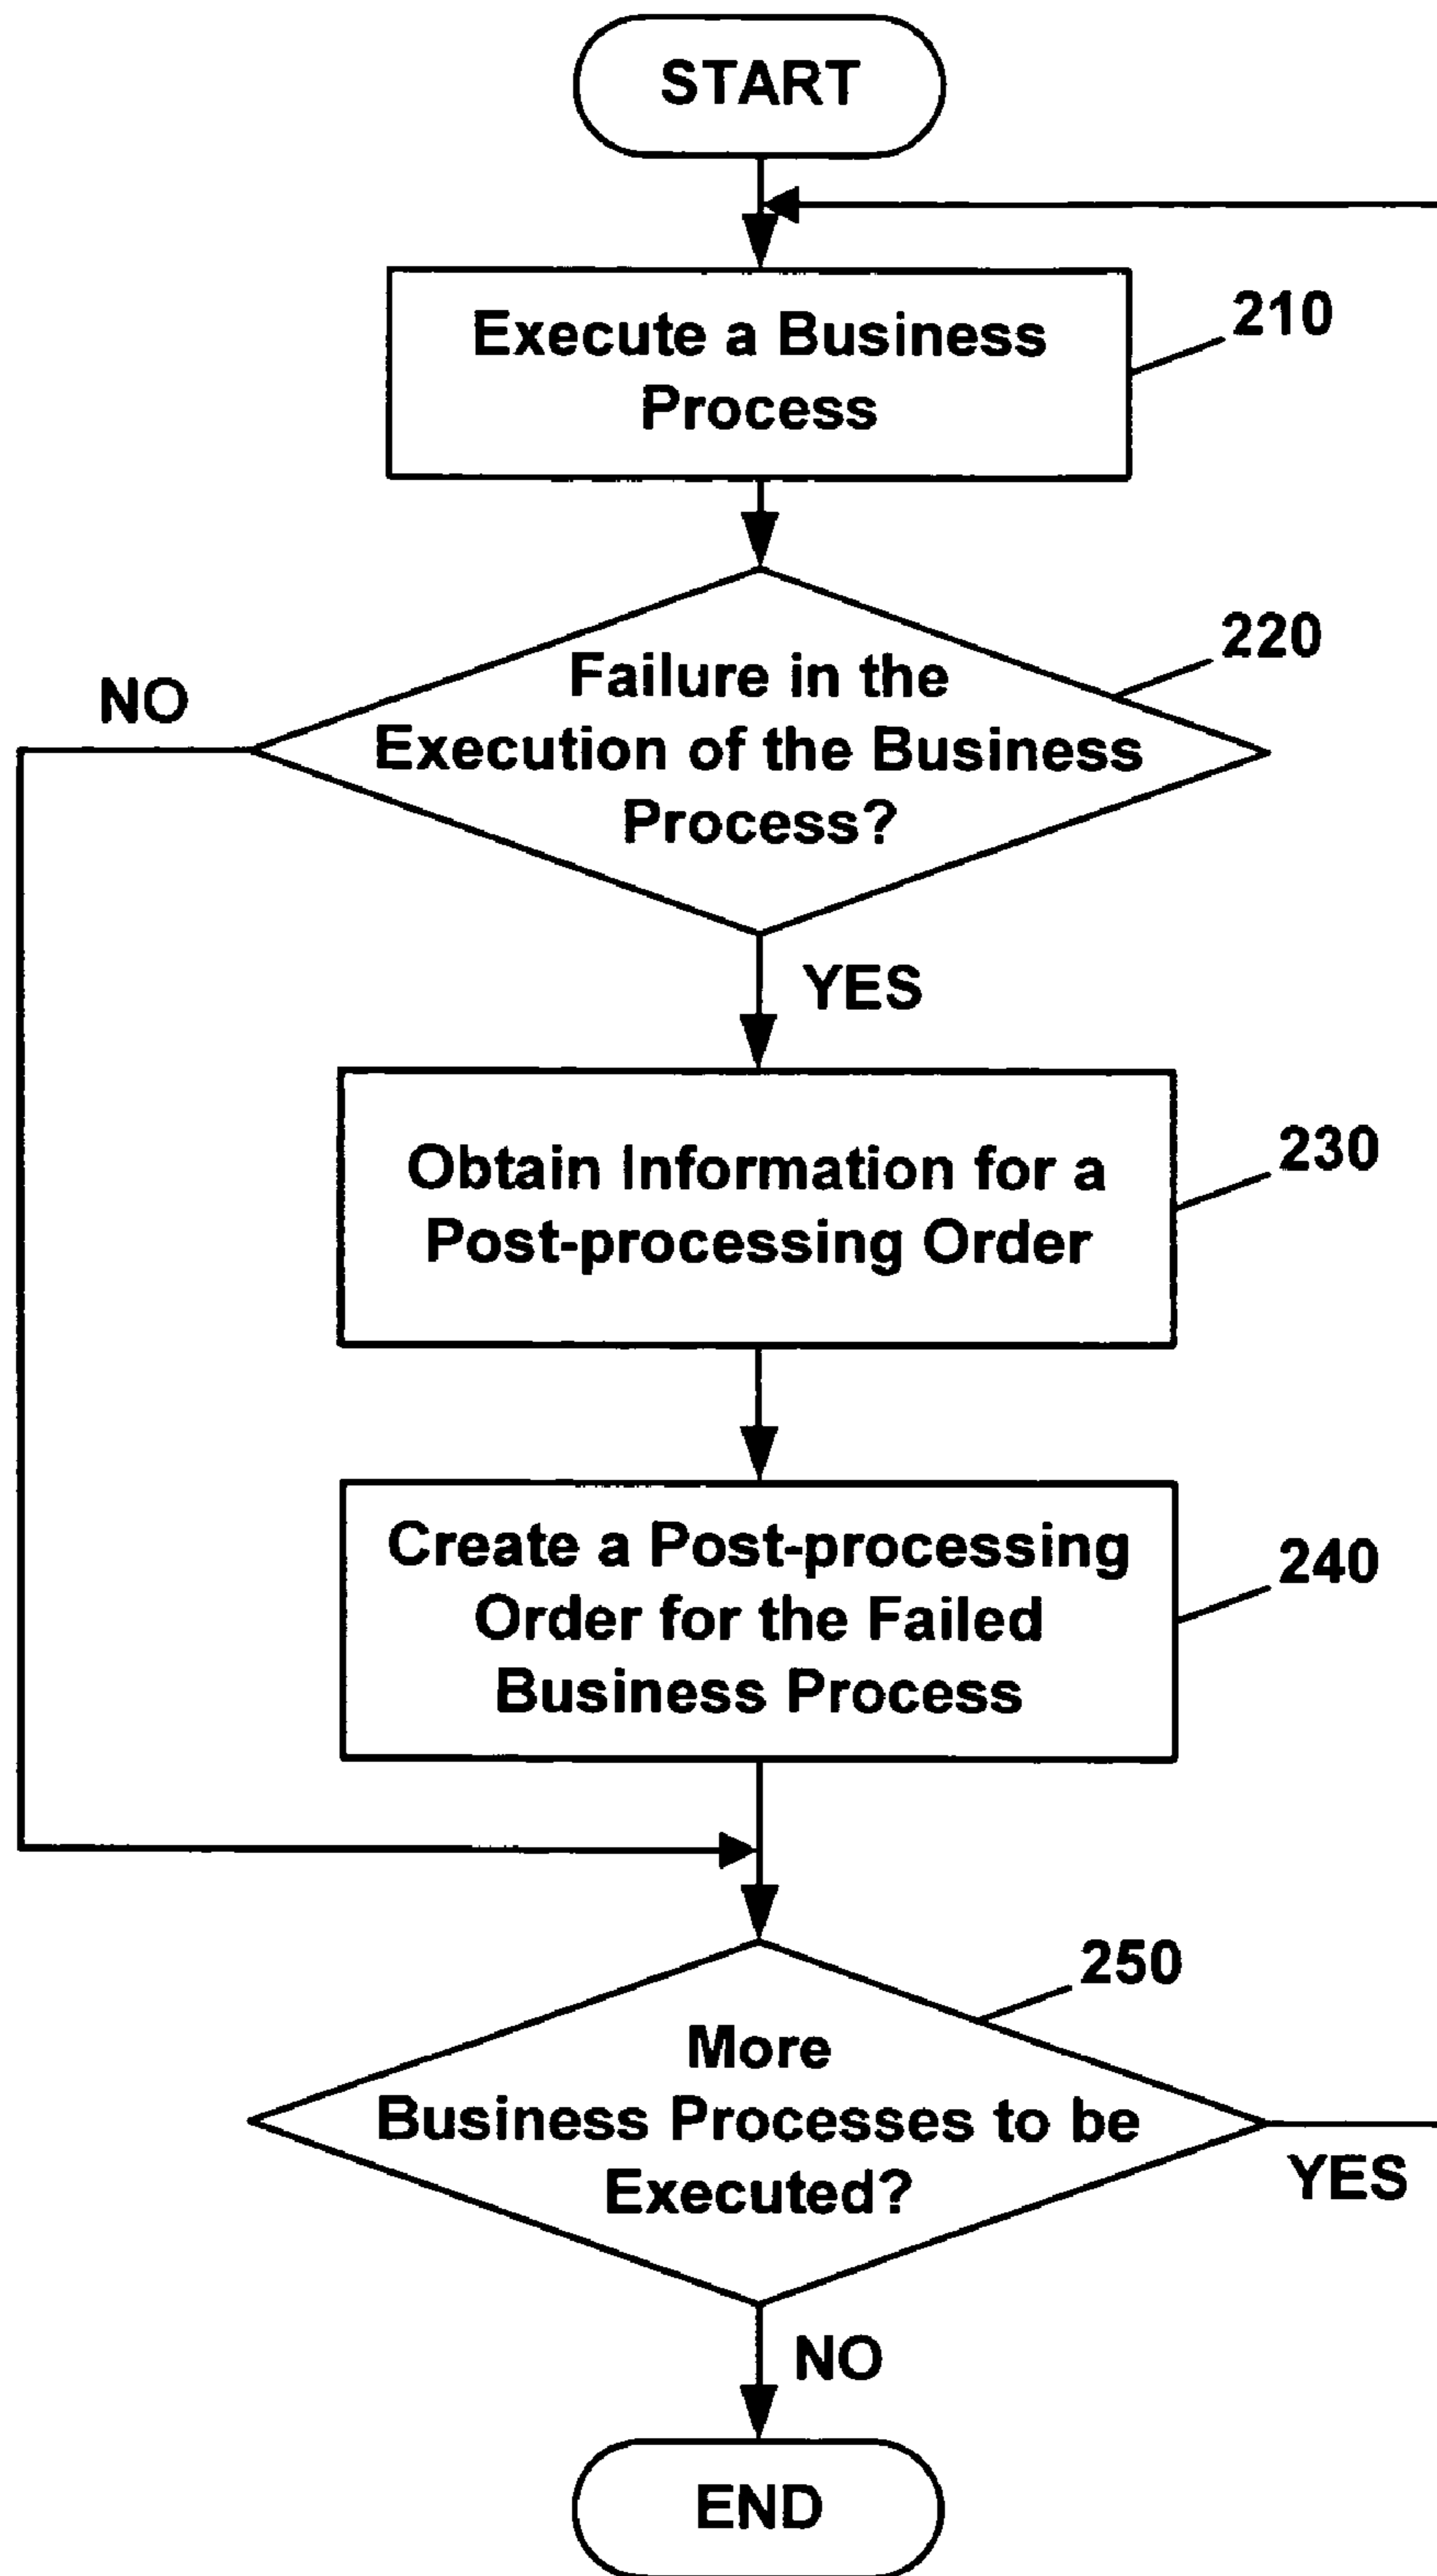 START
Execute a Business
Process
210
Failure in the
Execution of the Business
Process?
220
NO
YES
Obtain Information for a
Post-processing Order
230
Create a Post-processing
Order for the Failed
Business Process
240
More
Business Processes to be
Executed?
250
YES
NO
END